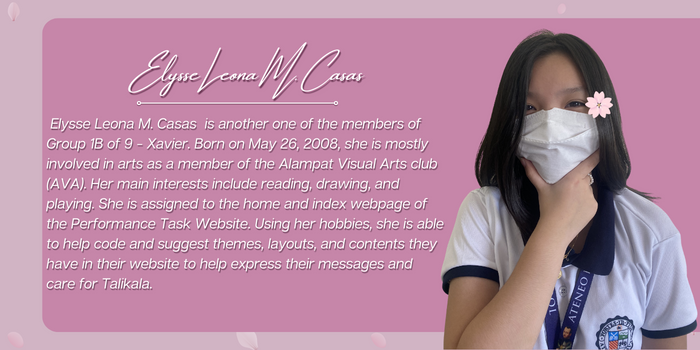 Elysse Leona M. Casas
Elysse Leona M. Casas is another one of the members of
Group 1B of 9 – Xavier. Born on May 26, 2008, she is mostly
involved in arts as a member of the Alampat Visual Arts club
(AVA). Her main interests include reading, drawing, and
playing. She is assigned to the home and index webpage of
the Performance Task Website. Using her hobbies, she is able
to help code and suggest themes, layouts, and contents they
have in their website to help express their messages and
care for Talikala.
ATENEO